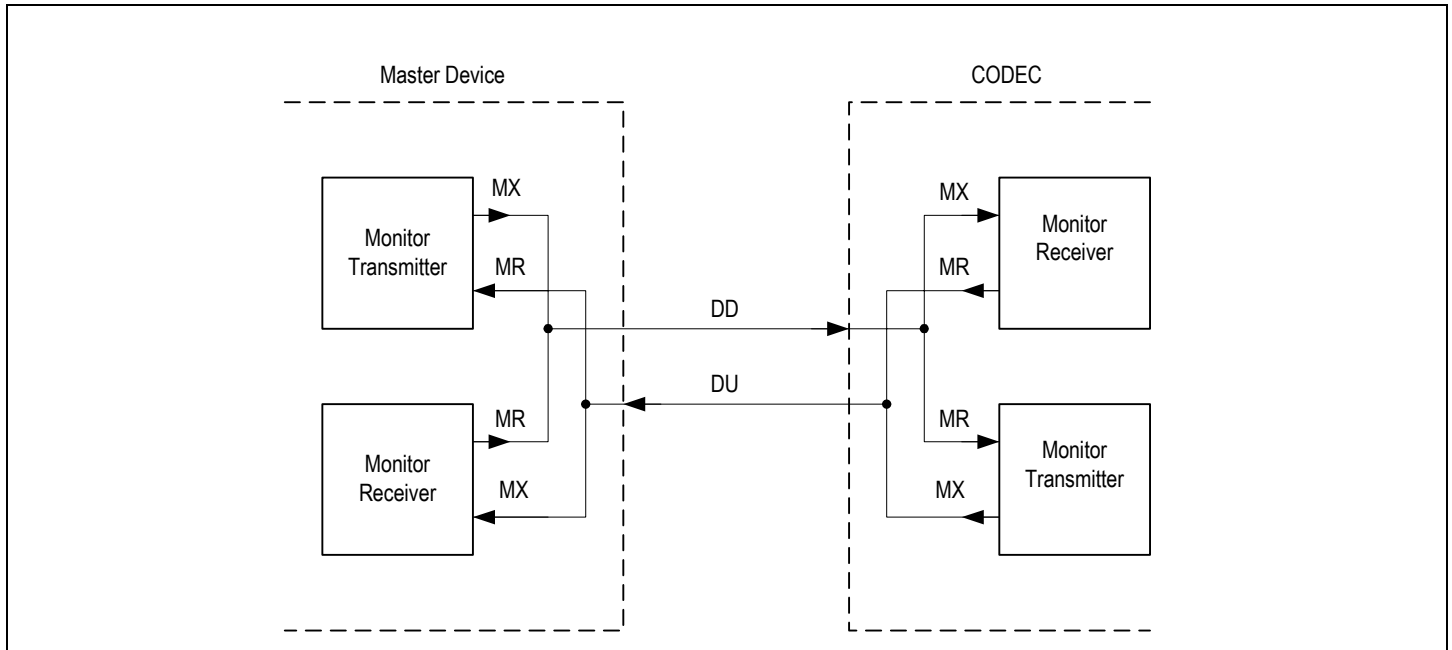 Master Device
CODEC
MX
Monitor
Transmitter
MR
MX
Monitor
Receiver
MR
DD
DU
MR
Monitor
Receiver
MX
MR
Monitor
Transmitter
MX